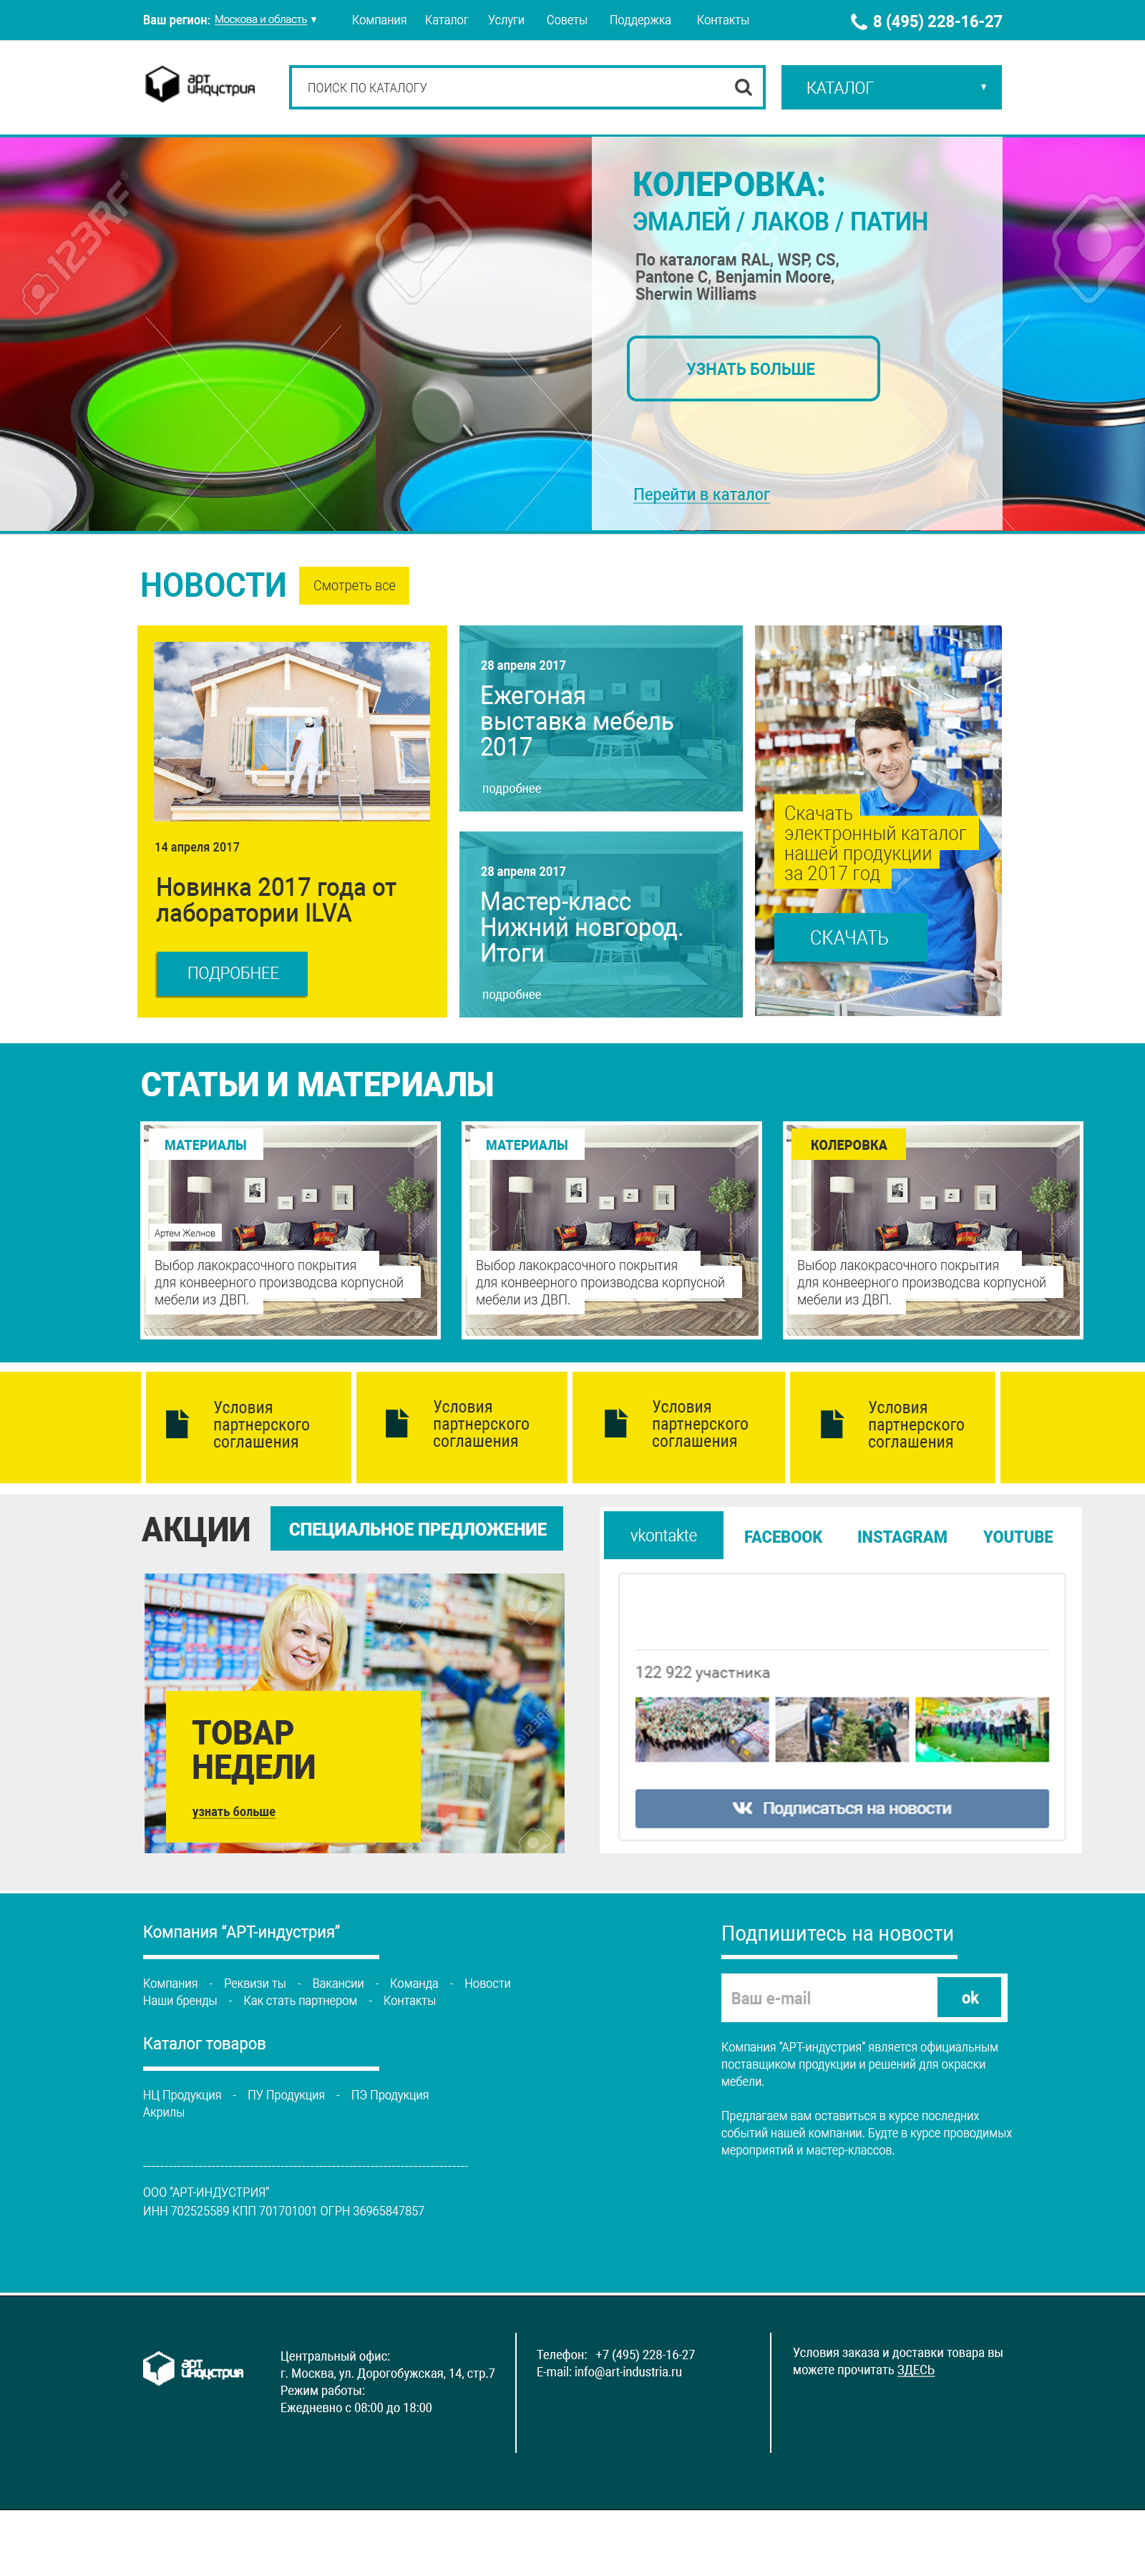 Ваш регион: Москова и область ▼ Компания Каталог Услуги Советы Поддержка Контакты 8 (495) 228-16-27
арт
индустрия
ПОИСК ПО КАТАЛОГУ
КАТАЛОГ ▼
КОЛЕРОВКА:
ЭМАЛЕЙ / ЛАКОВ / ПАТИН
По каталогам RAL, WSP, CS,
Pantone C, Benjamin Moore,
Sherwin Williams
УЗНАТЬ БОЛЬШЕ
Перейти в каталог
123RF®
НОВОСТИ
Смотреть все
14 апреля 2017
Новинка 2017 года от
лаборатории ILVA
ПОДРОБНЕЕ
28 апреля 2017
Ежегоная
выставка мебель
2017
подробнее
28 апреля 2017
Мастер-класс
Нижний новгород.
Итоги
подробнее
Скачать
электронный каталог
нашей продукции
за 2017 год
СКАЧАТЬ
СТАТЬИ И МАТЕРИАЛЫ
МАТЕРИАЛЫ
Артем Желнов
Выбор лакокрасочного покрытия
для конвеерного производсва корпусной
мебели из ДВП.
МАТЕРИАЛЫ
Выбор лакокрасочного покрытия
для конвеерного производсва корпусной
мебели из ДВП.
КОЛЕРОВКА
Выбор лакокрасочного покрытия
для конвеерного производсва корпусной
мебели из ДВП.
Условия
партнерского
соглашения
Условия
партнерского
соглашения
Условия
партнерского
соглашения
Условия
партнерского
соглашения
АКЦИИ
СПЕЦИАЛЬНОЕ ПРЕДЛОЖЕНИЕ
ТОВАР
НЕДЕЛИ
узнать больше
vkontakte FACEBOOK INSTAGRAM YOUTUBE
122 922 участника
Подписаться на новости
Компания “АРТ-индустрия”
Компания - Реквизи ты - Вакансии - Команда - Новости
Наши бренды - Как стать партнером - Контакты
Каталог товаров
НЦ Продукция - ПУ Продукция - ПЭ Продукция
Акрилы
ООО “АРТ-ИНДУСТРИЯ”
ИНН 702525589 КПП 701701001 ОГРН 36965847857
Подпишитесь на новости
Ваш e-mail
ok
Компания “АРТ-индустрия” является официальным
поставщиком продукции и решений для окраски
мебели.
Предлагаем вам оставиться в курсе последних
событий нашей компании. Будте в курсе проводимых
мероприятий и мастер-классов.
арт
индустрия
Центральный офис:
г. Москва, ул. Дорогобужская, 14, стр.7
Режим работы:
Ежедневно с 08:00 до 18:00
Телефон: +7 (495) 228-16-27
E-mail: info@art-industria.ru
Условия заказа и доставки товара вы
можете прочитать ЗДЕСЬ